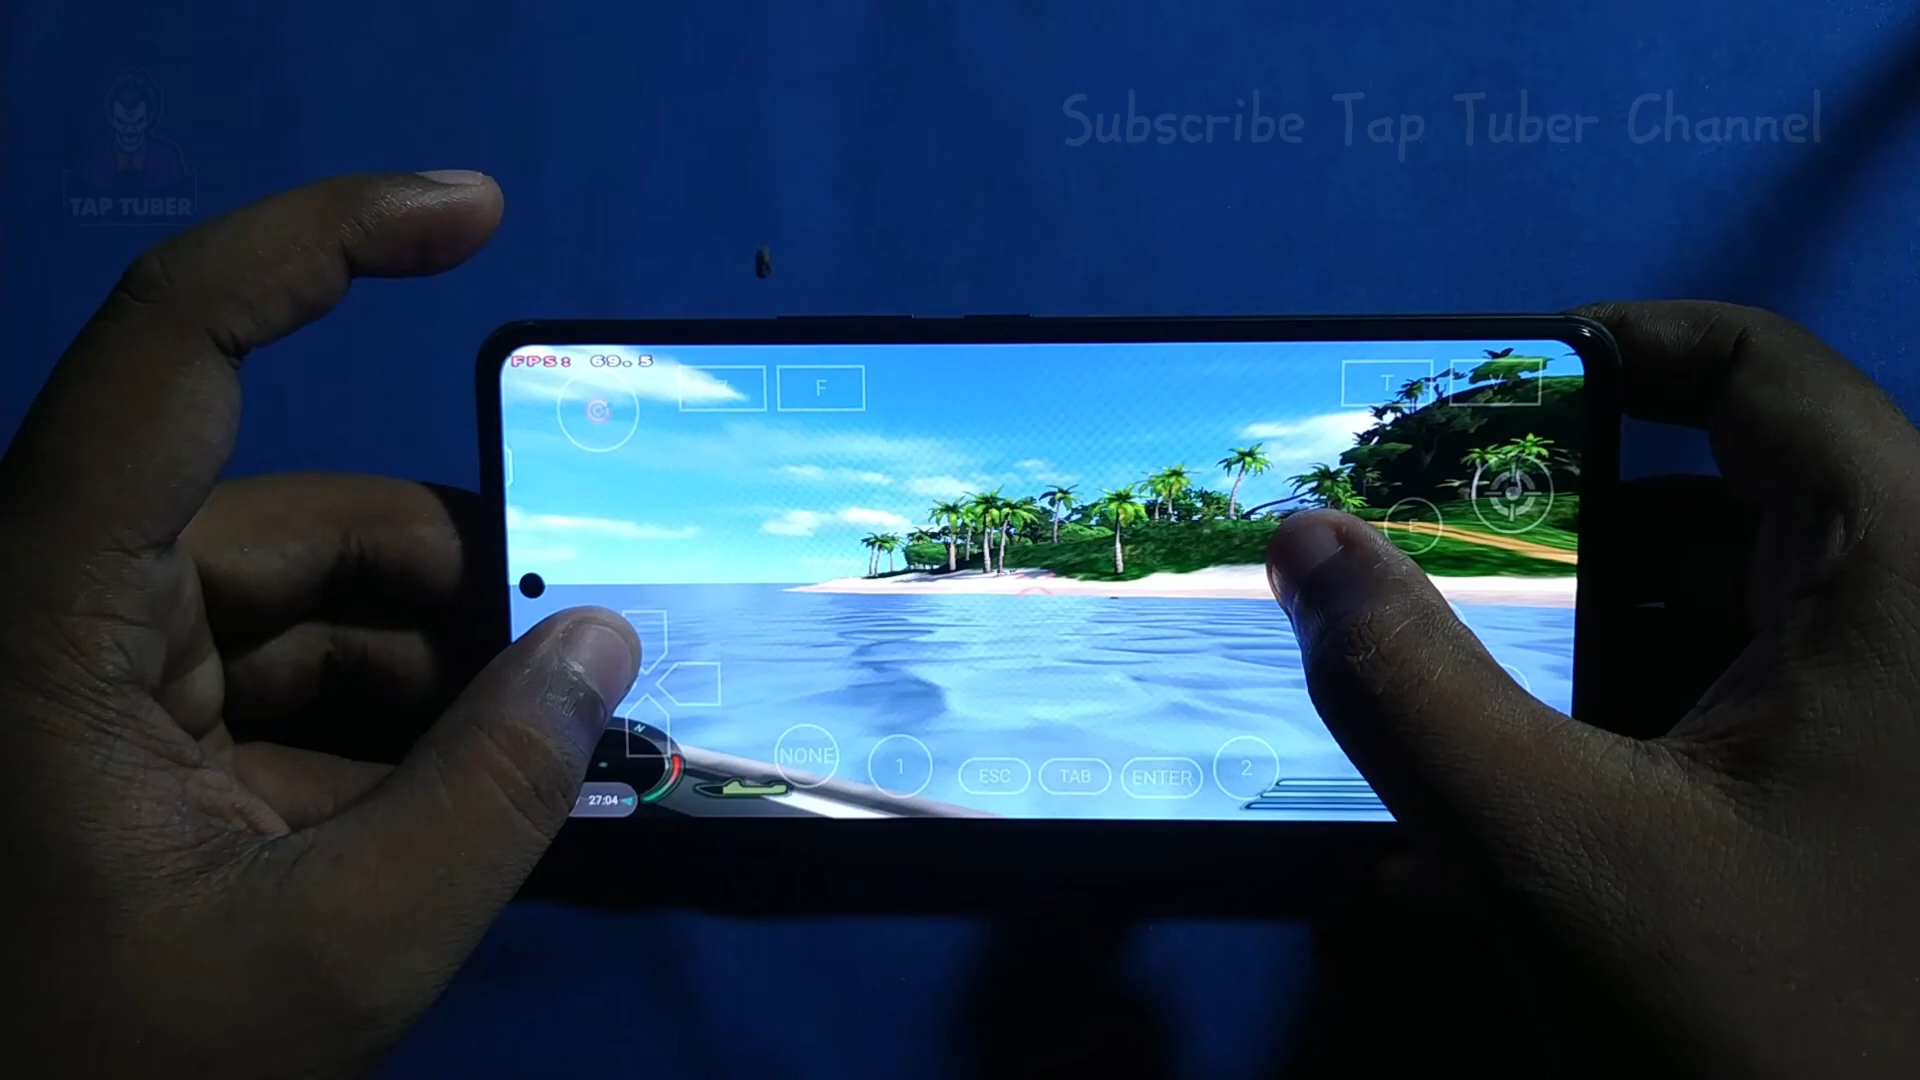 Subscribe Tap Tuber Channel
TAP TUBER
FPS: 69.5
F
T
V
E
N
NONE
1
ESC
TAB
ENTER
2
27:04